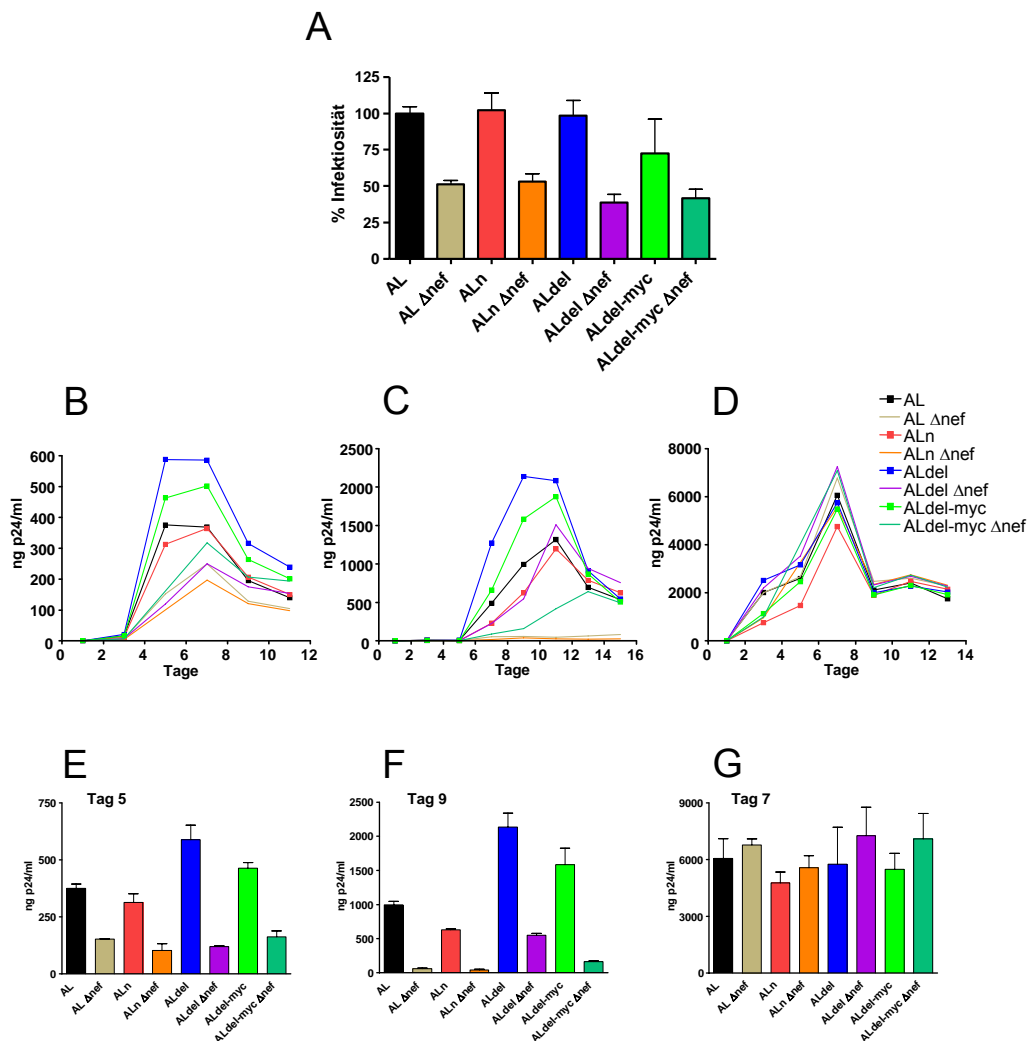 A
% Infektiosität
125
100
75
50
25
0
AL
AL Δnef
ALn
ALn Δnef
ALdel
ALdel Δnef
ALdel-myc
ALdel-myc Δnef
B
ng p24/ml
600
500
400
300
200
100
0
0 2 4 6 8 10 12
Tage
C
ng p24/ml
2500
2000
1500
1000
500
0
0 2 4 6 8 10 12 14 16
Tage
D
ng p24/ml
8000
6000
4000
2000
0
0 2 4 6 8 10 12 14
Tage
AL
AL Δnef
ALn
ALn Δnef
ALdel
ALdel Δnef
ALdel-myc
ALdel-myc Δnef
E
Tag 5
ng p24/ml
750
500
250
0
AL
AL Δnef
ALn
ALn Δnef
ALdel
ALdel Δnef
ALdel-myc
ALdel-myc Δnef
F
Tag 9
ng p24/ml
2500
2000
1500
1000
500
0
AL
AL Δnef
ALn
ALn Δnef
ALdel
ALdel Δnef
ALdel-myc
ALdel-myc Δnef
G
Tag 7
ng p24/ml
9000
6000
3000
0
AL
AL Δnef
ALn
ALn Δnef
ALdel
ALdel Δnef
ALdel-myc
ALdel-myc Δnef